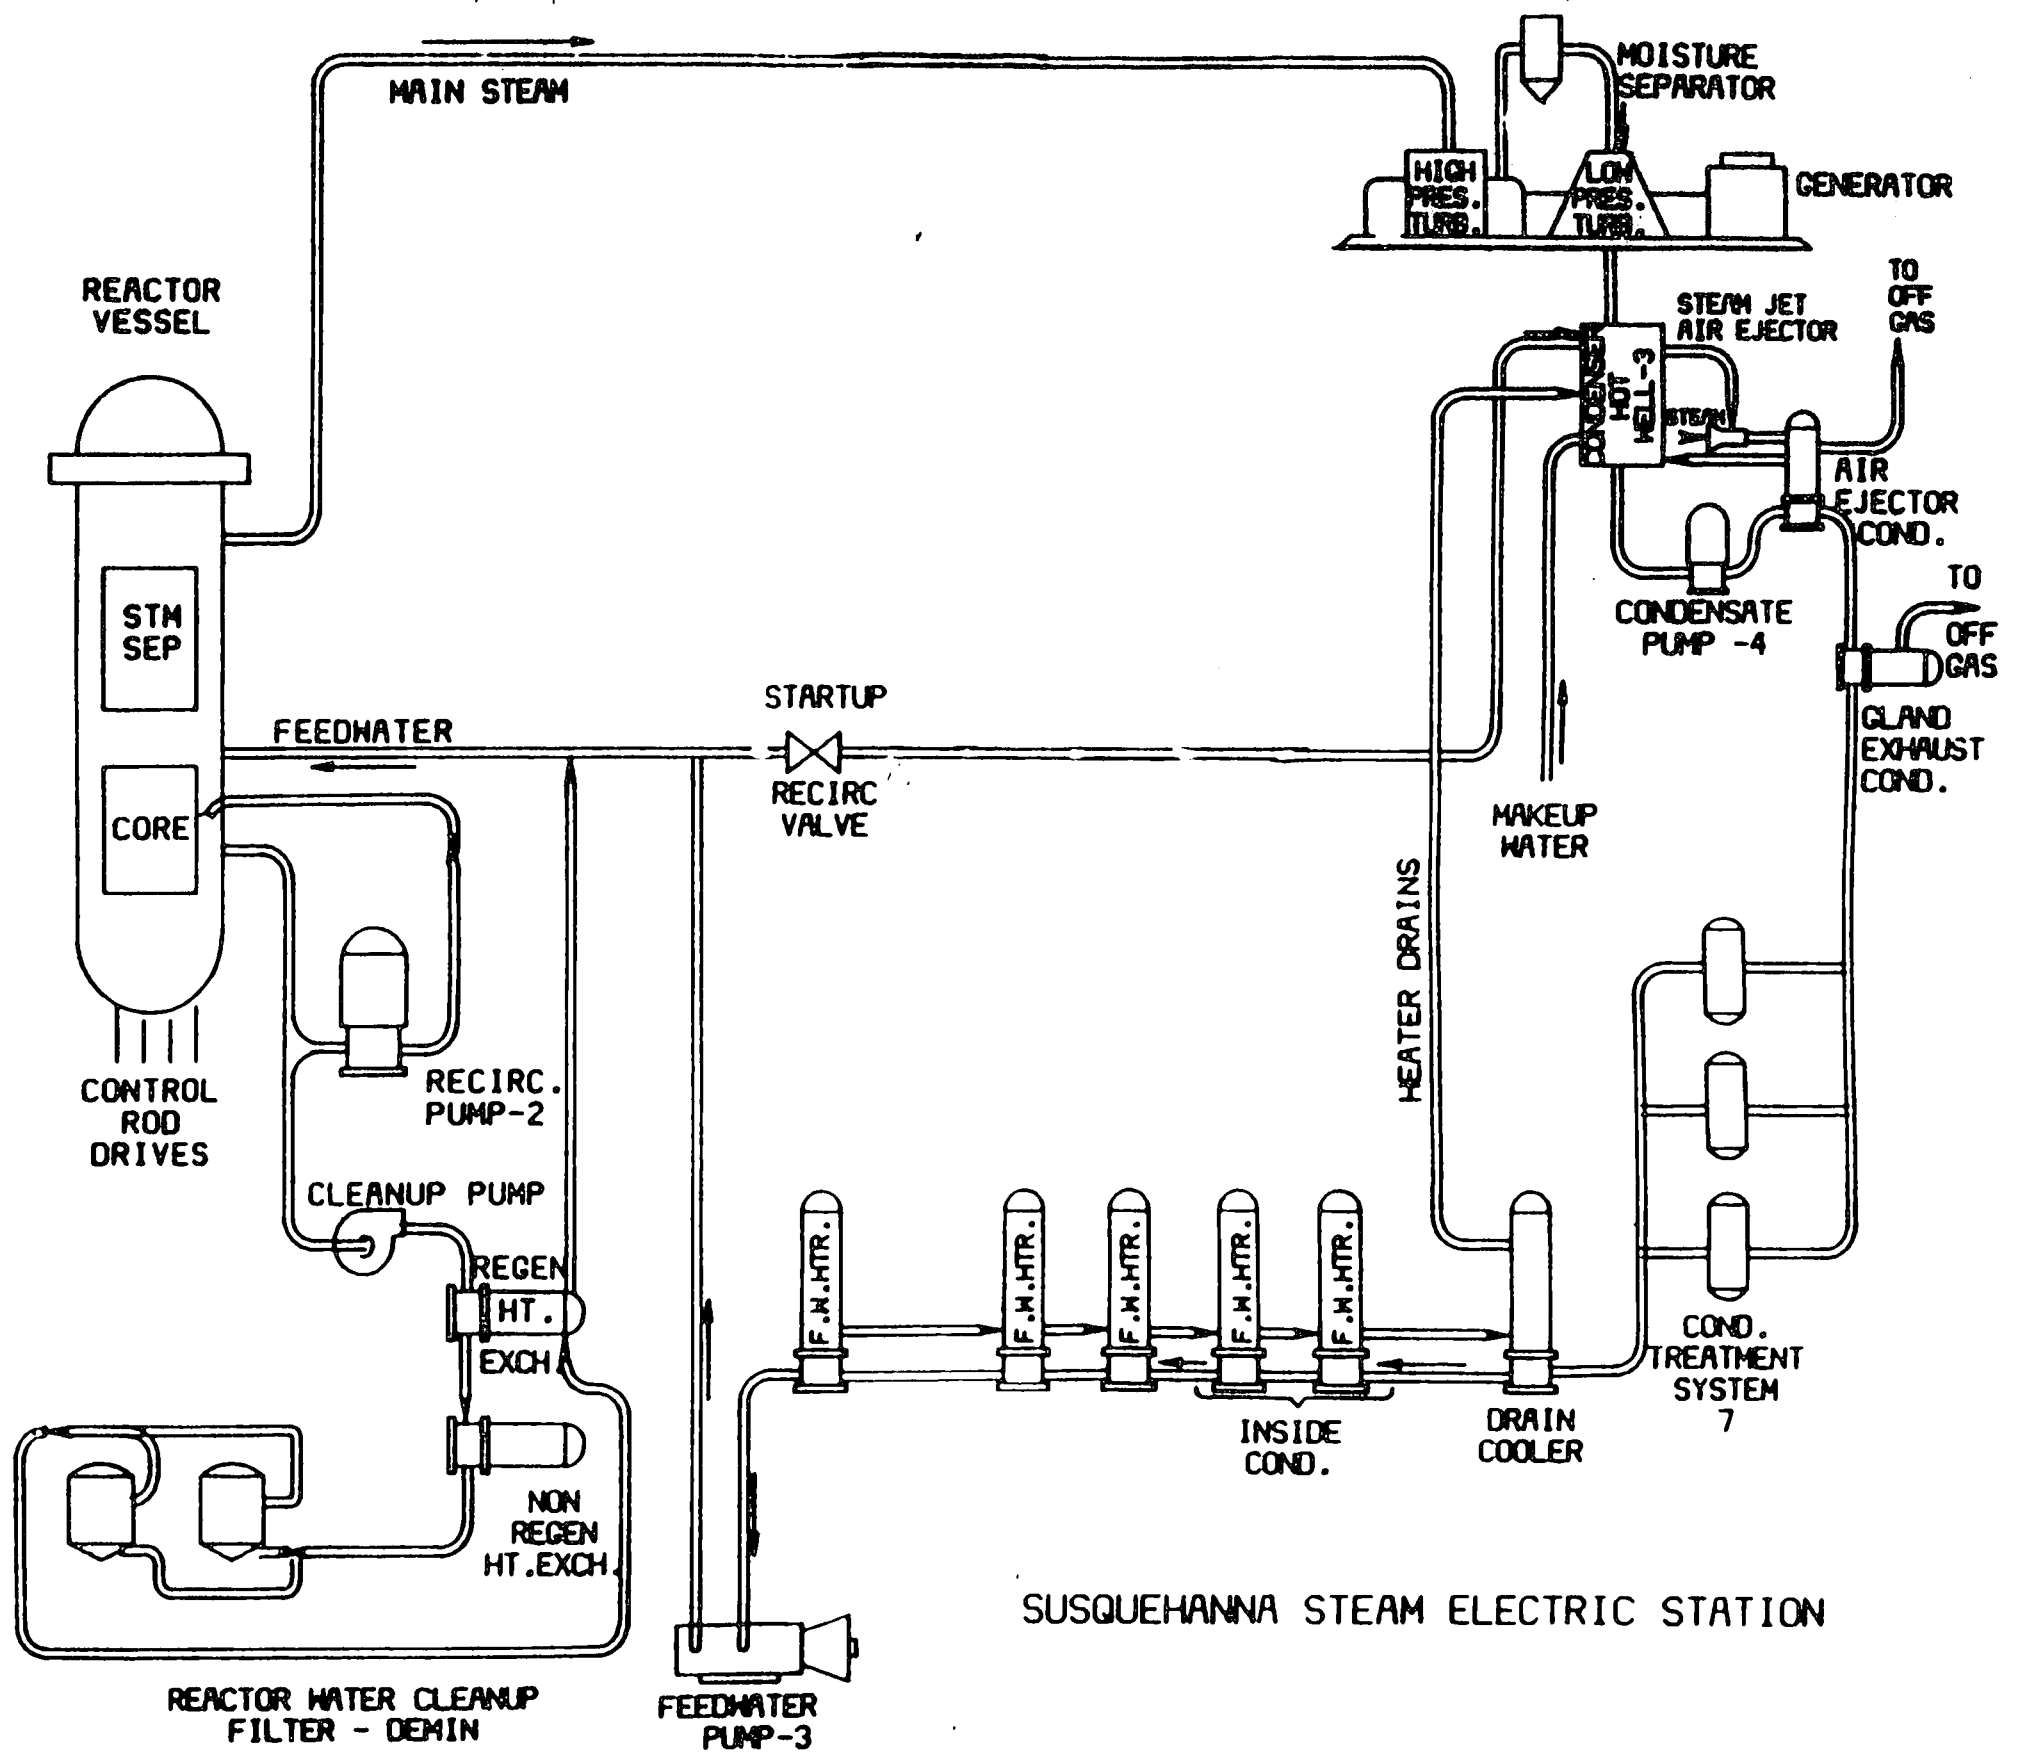 MAIN STEAM
MOISTURE
SEPARATOR
HIGH
PRES.
TURB.
LOW
PRES.
TURB.
GENERATOR
REACTOR
VESSEL
STEAM JET
AIR EJECTOR
TO
OFF
GAS
CONDENSER
HOT
WELL-3
STEAM
AIR
EJECTOR
COND.
CONDENSATE
PUMP -4
TO
OFF
GAS
GLAND
EXHAUST
COND.
STM
SEP
FEEDWATER
STARTUP
RECIRC
VALVE
CORE
MAKEUP
WATER
HEATER DRAINS
CONTROL
ROD
DRIVES
RECIRC.
PUMP-2
CLEANUP PUMP
REGEN
HT.
EXCH.
F.W.HTR.
F.W.HTR.
F.W.HTR.
F.W.HTR.
F.W.HTR.
INSIDE
COND.
DRAIN
COOLER
COND.
TREATMENT
SYSTEM
7
NON
REGEN
HT.EXCH.
SUSQUEHANNA STEAM ELECTRIC STATION
REACTOR WATER CLEANUP
FILTER - DEMIN
FEEDWATER
PUMP-3